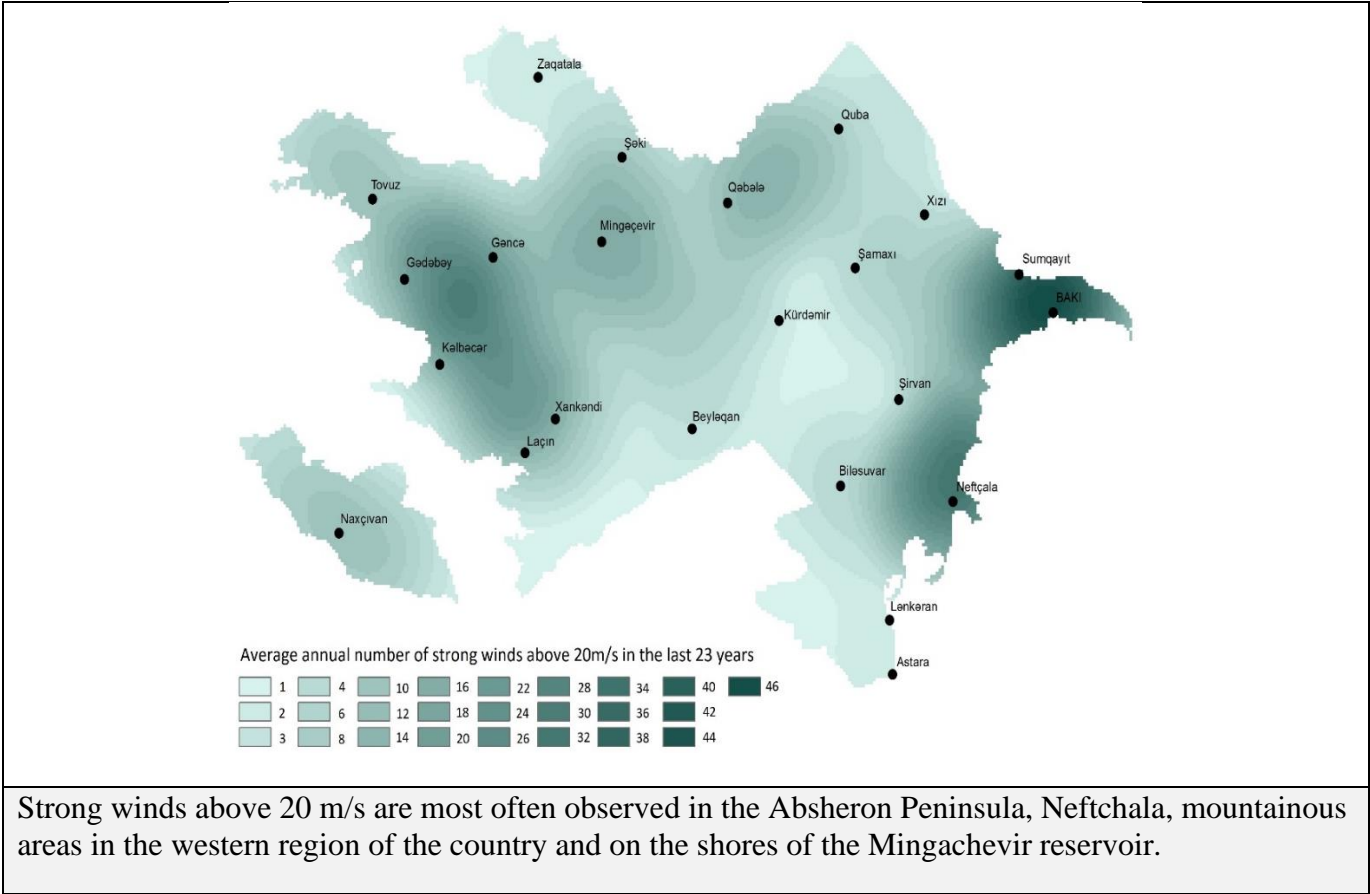 Zaqatala
Quba
Şəki
Tovuz
Qəbələ
Xızı
Mingəçevir
Gəncə
Şamaxı
Gədəbəy
Sumqayıt
BAKI
Kürdəmir
Kəlbəcər
Şirvan
Xankəndi
Beyləqan
Laçın
Biləsuvar
Neftçala
Naxçıvan
Lənkəran
Astara
Average annual number of strong winds above 20m/s in the last 23 years
1 4 10 16 22 28 34 40 46
2 6 12 18 24 30 36 42
3 8 14 20 26 32 38 44
Strong winds above 20 m/s are most often observed in the Absheron Peninsula, Neftchala, mountainous
areas in the western region of the country and on the shores of the Mingachevir reservoir.